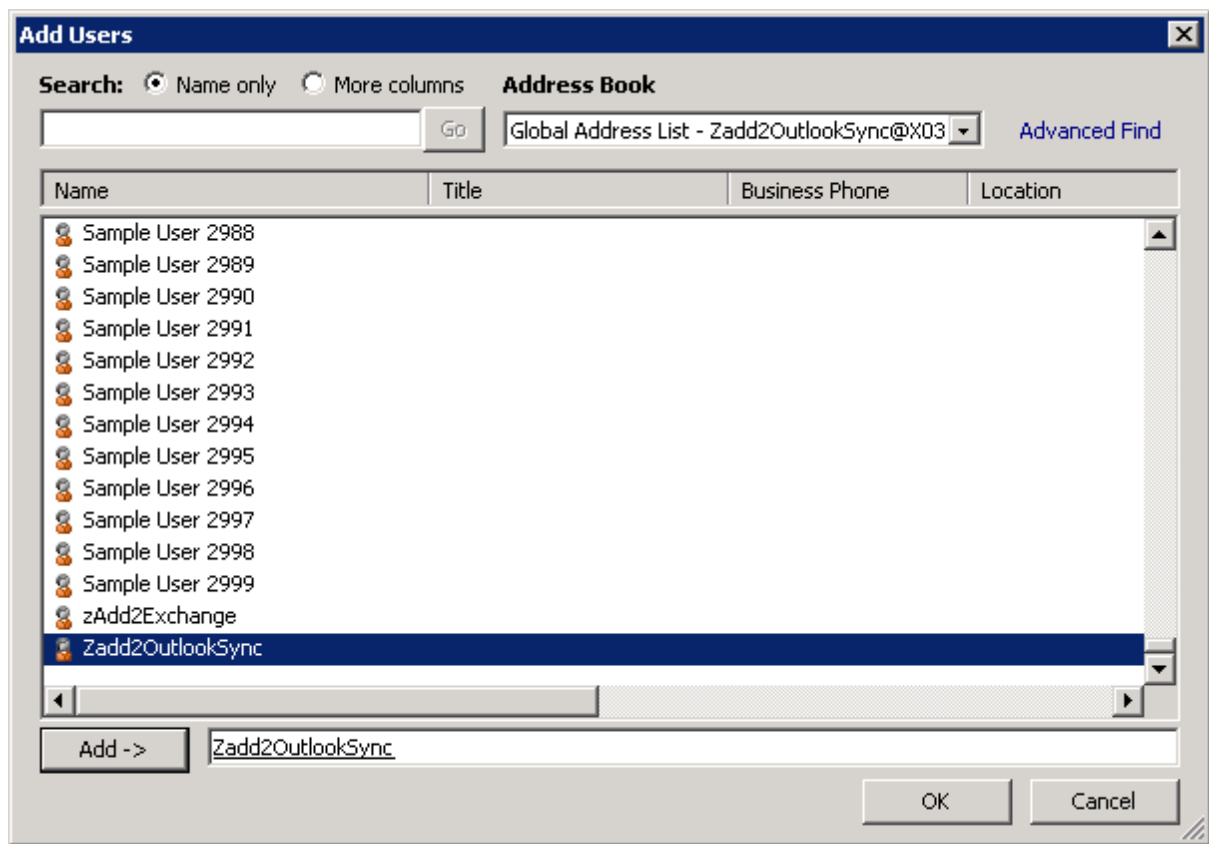 Add Users
Search: Name only More columns Address Book
Go Global Address List - Zadd2OutlookSync@X03 Advanced Find
Name Title Business Phone Location
Sample User 2988
Sample User 2989
Sample User 2990
Sample User 2991
Sample User 2992
Sample User 2993
Sample User 2994
Sample User 2995
Sample User 2996
Sample User 2997
Sample User 2998
Sample User 2999
zAdd2Exchange
Zadd2OutlookSync
Add -> Zadd2OutlookSync
OK Cancel